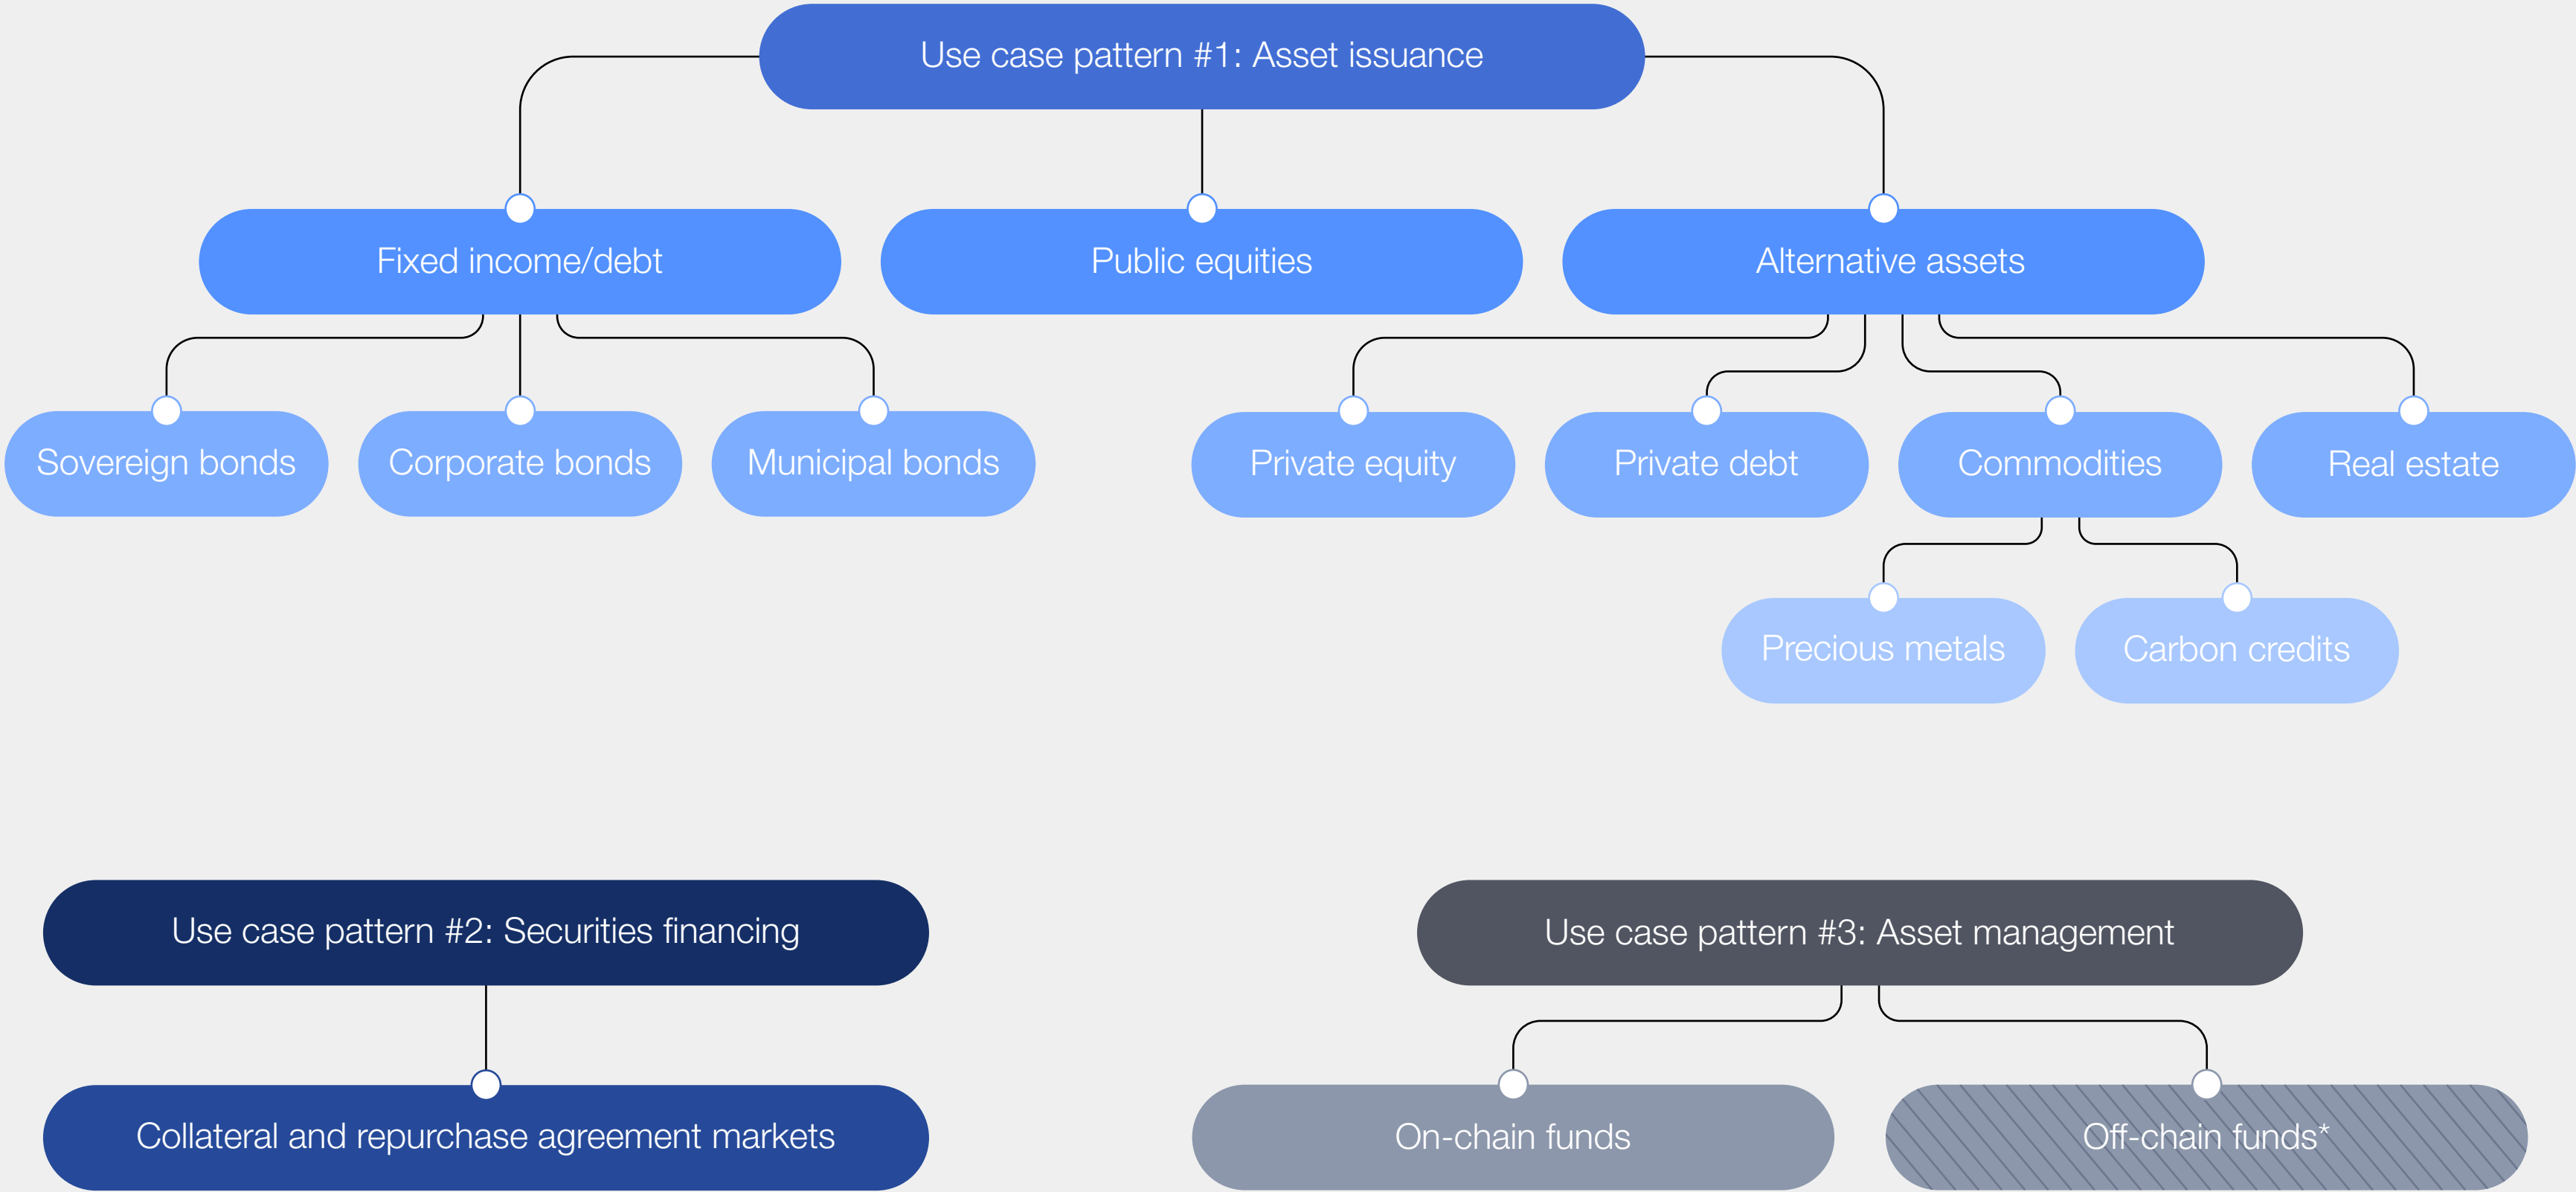 Use case pattern #1: Asset issuance
Fixed income/debt
Public equities
Alternative assets
Sovereign bonds
Corporate bonds
Municipal bonds
Private equity
Private debt
Commodities
Real estate
Precious metals
Carbon credits
Use case pattern #2: Securities financing
Use case pattern #3: Asset management
Collateral and repurchase agreement markets
On-chain funds
Off-chain funds*